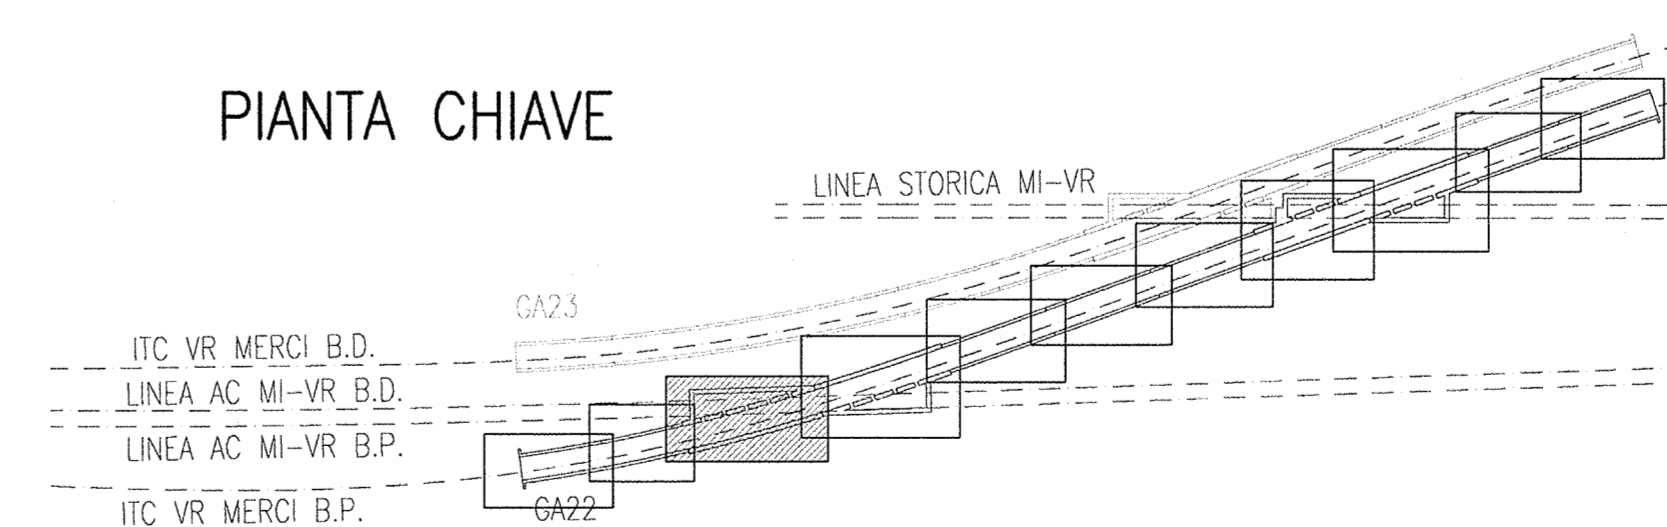 PIANTA CHIAVE
LINEA STORICA MI-VR
GA23
ITC VR MERCI B.D.
LINEA AC MI-VR B.D.
LINEA AC MI-VR B.P.
ITC VR MERCI B.P.
GA22